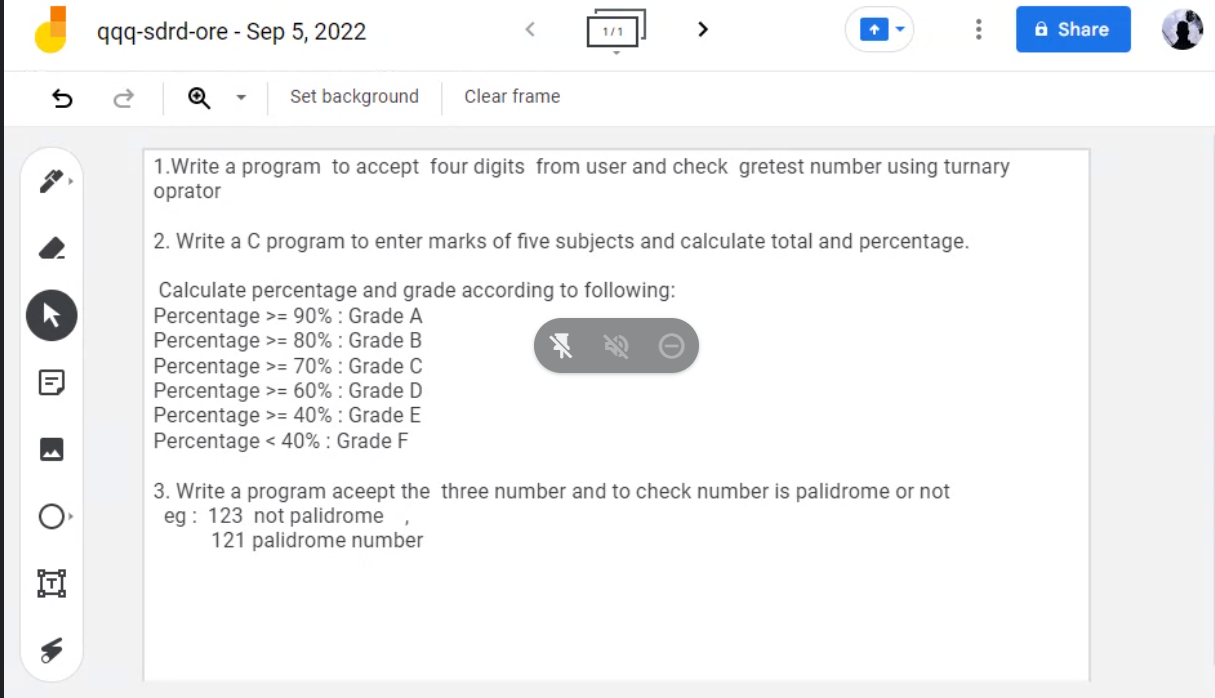 qqq-sdrd-ore - Sep 5, 2022
1/1
Share
Set background
Clear frame
1.Write a program  to accept  four digits  from user and check  gretest number using turnary
oprator
2. Write a C program to enter marks of five subjects and calculate total and percentage.
Calculate percentage and grade according to following:
Percentage >= 90% : Grade A
Percentage >= 80% : Grade B
Percentage >= 70% : Grade C
Percentage >= 60% : Grade D
Percentage >= 40% : Grade E
Percentage < 40% : Grade F
3. Write a program aceept the  three number and to check number is palidrome or not
eg :  123  not palidrome   ,
121 palidrome number